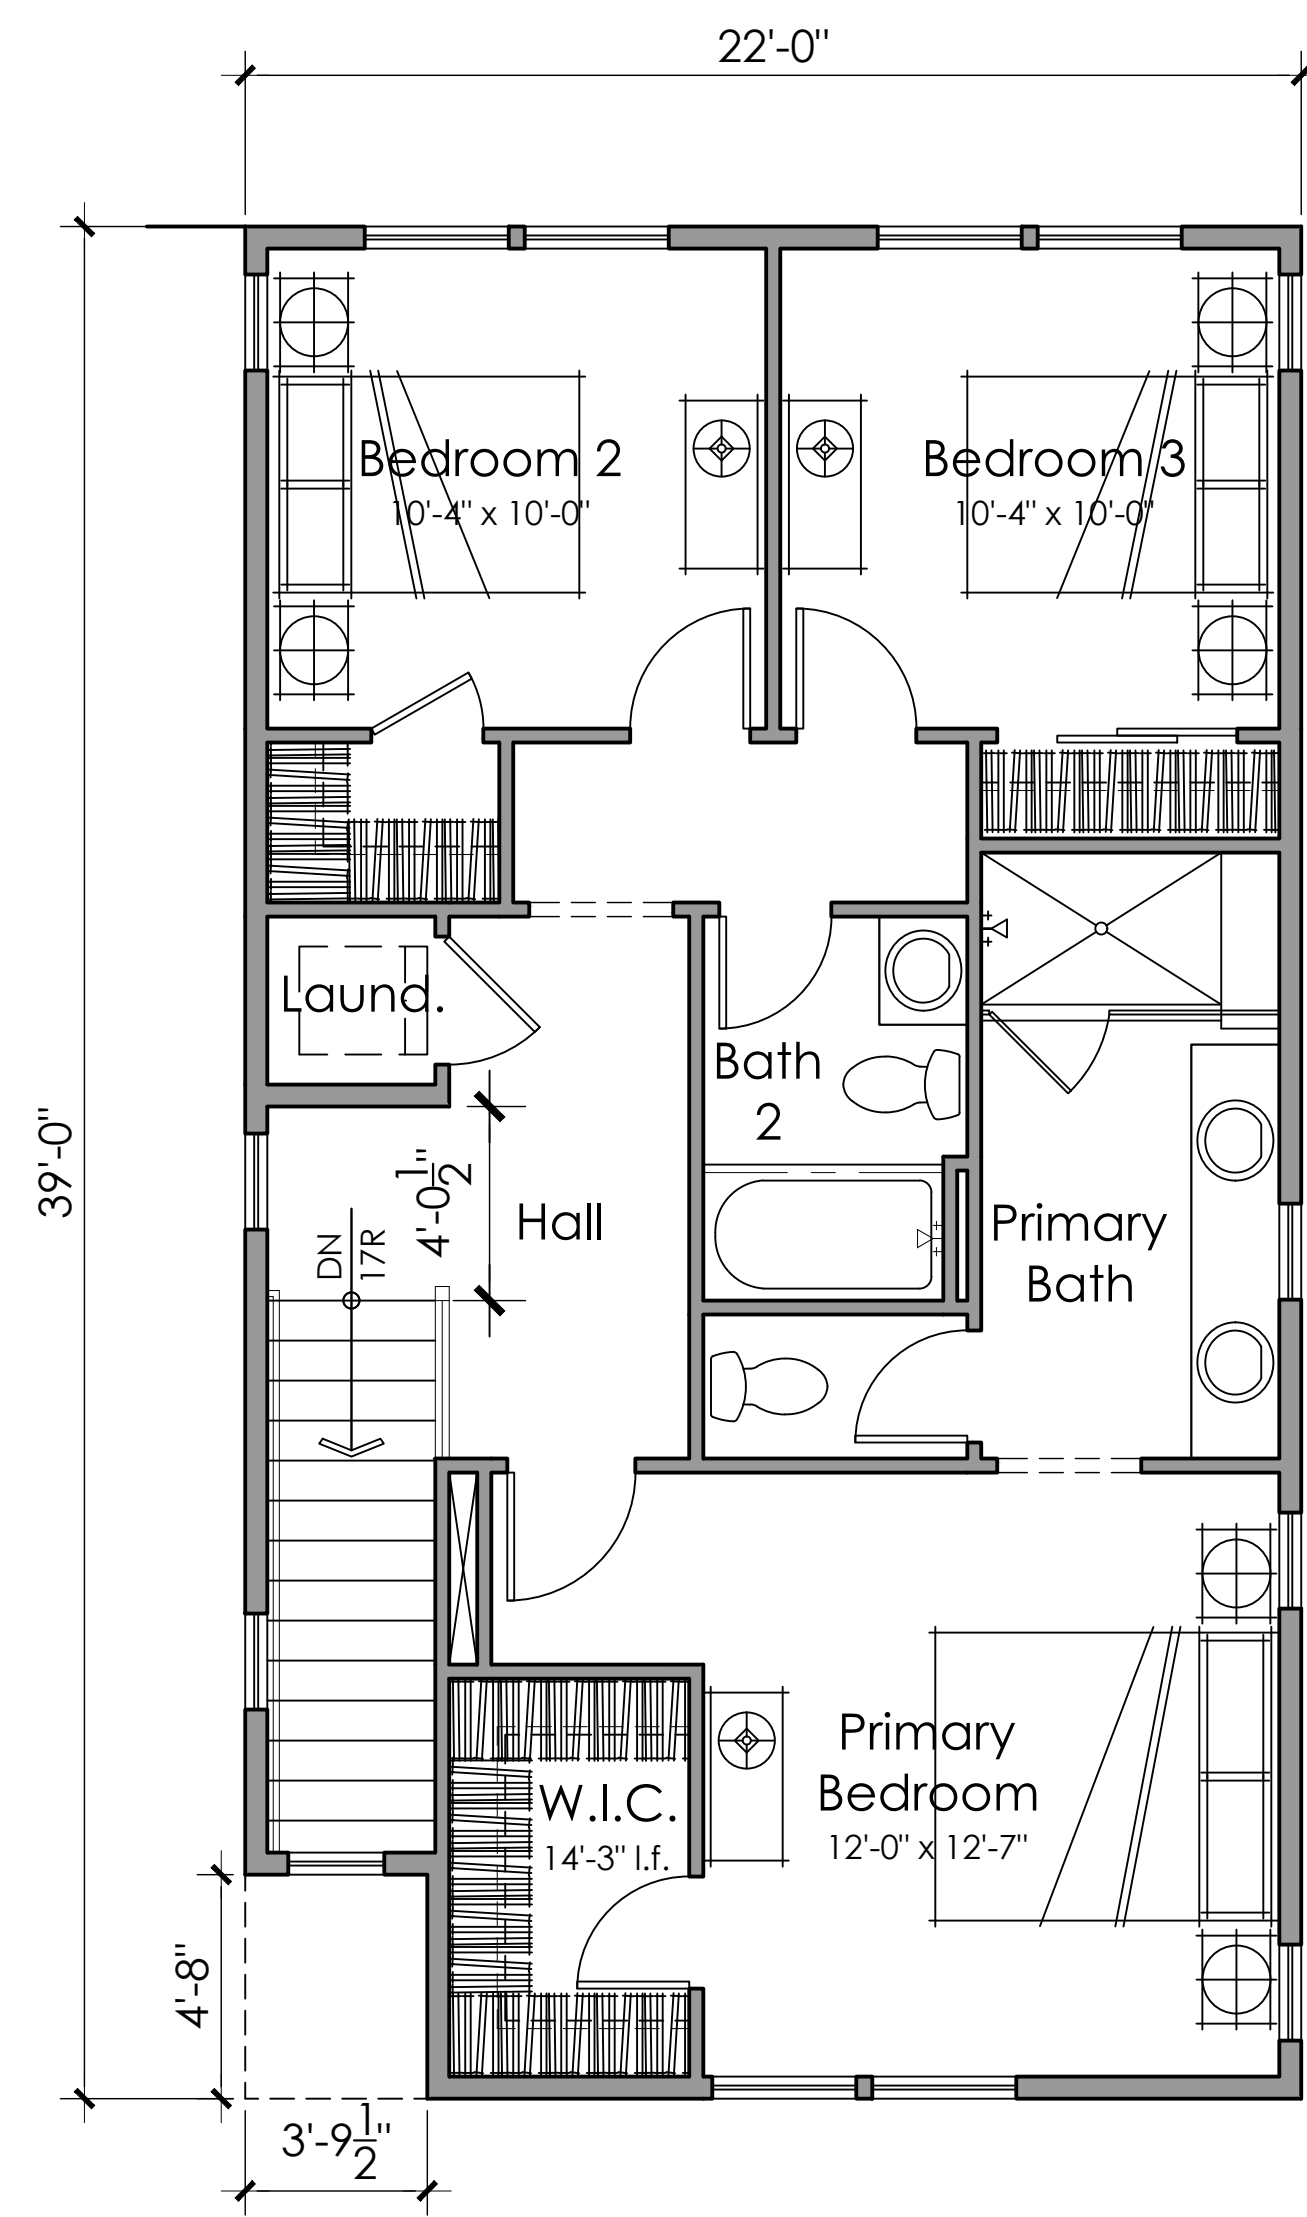 22'-0"
39'-0"
Bedroom 2
10'-4" x 10'-0"
Bedroom 3
10'-4" x 10'-0"
Laund.
Bath
2
4'-0 1/2"
Hall
DN
17R
Primary
Bath
Primary
Bedroom
12'-0" x 12'-7"
W.I.C.
14'-3" l.f.
4'-8"
3'-9 1/2"